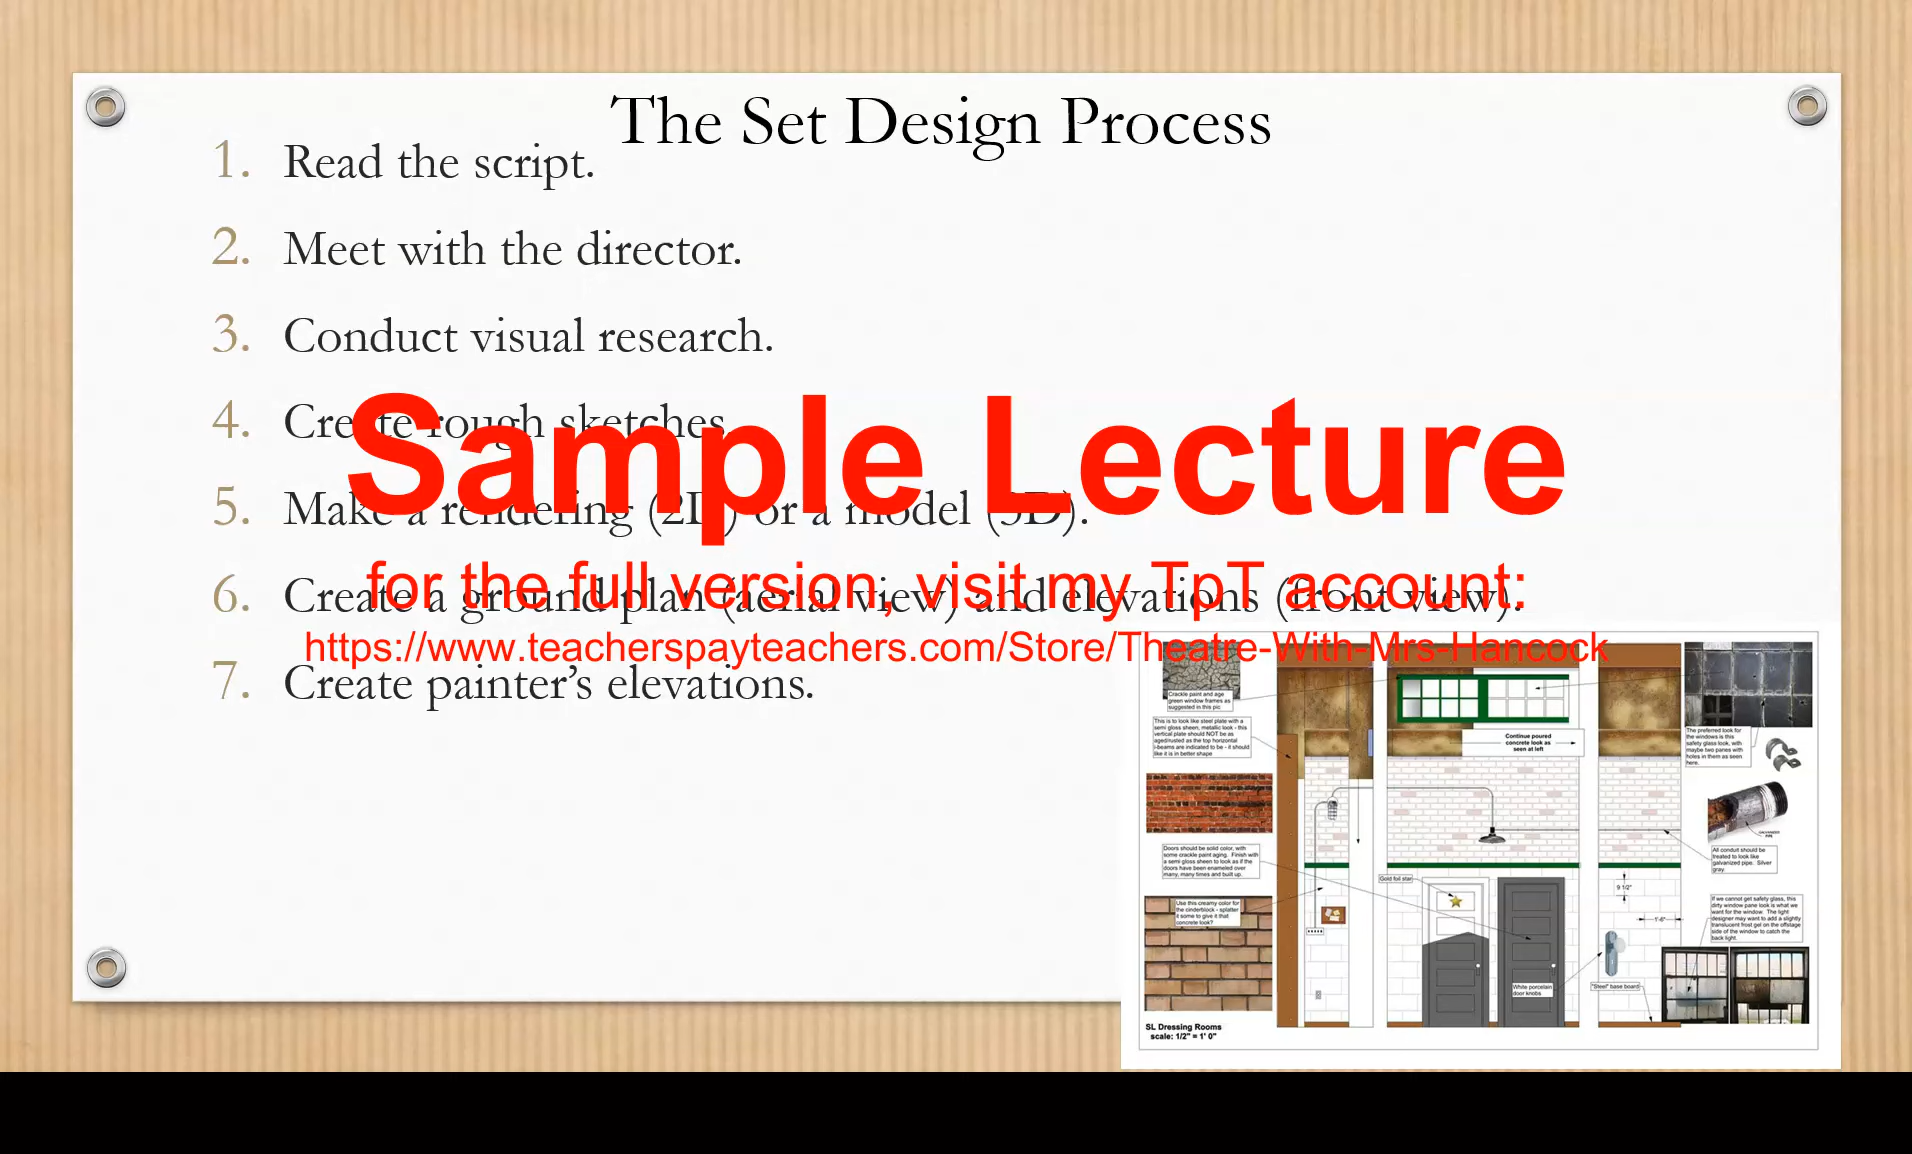 The Set Design Process
1. Read the script.
2. Meet with the director.
3. Conduct visual research.
4. Create rough sketches.
5. Make a rendering (2D) or a model (3D).
6. Create a ground plan (aerial view) and elevations (front view).
7. Create painter's elevations.
Sample Lecture
for the full version, visit my TpT account:
https://www.teacherspayteachers.com/Store/Theatre-With-Mrs-Hancock
Crackle paint and age
green window frames as
suggested in this pic
This is to look like steel plate with a
semi gloss sheen, metallic look - this
vertical plate should NOT be as
aged/rusted as the top horizontal
i-beams are indicated to be - it should
like it is in better shape
Doors should be solid color, with
some crackle paint aging. Finish with
a semi gloss sheen to look as if the
doors have been enameled over
many, many times and built up.
Use this creamy color for
the cinderblock - splatter
it some to give it that
concrete look?
SL Dressing Rooms
scale: 1/2" = 1' 0"
Continue poured
concrete look as
seen at left
Gold foil star
White porcelain
door knobs
"Steel" base board
9 1/2"
1'-6"
The preferred look for
the windows is this
safety glass look, with
maybe two panes with
holes in them as seen
here.
GALVANIZED
PIPE
All conduit should be
treated to look like
galvanized pipe. Silver
gray.
If we cannot get safety glass, this
dirty window pane look is what we
want for the window. The light
designer may want to add a slightly
translucent frost gel on the offstage
side of the window to catch the
back light.